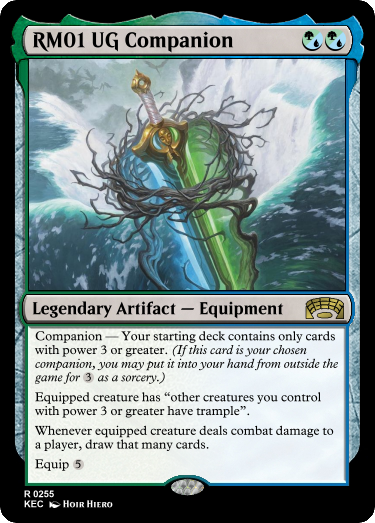 RM01 UG Companion
Legendary Artifact — Equipment
Companion — Your starting deck contains only cards
with power 3 or greater. (If this card is your chosen
companion, you may put it into your hand from outside the
game for 3 as a sorcery.)
Equipped creature has “other creatures you control
with power 3 or greater have trample”.
Whenever equipped creature deals combat damage to
a player, draw that many cards.
Equip 5
R 0255
KEC Hoir Hiero